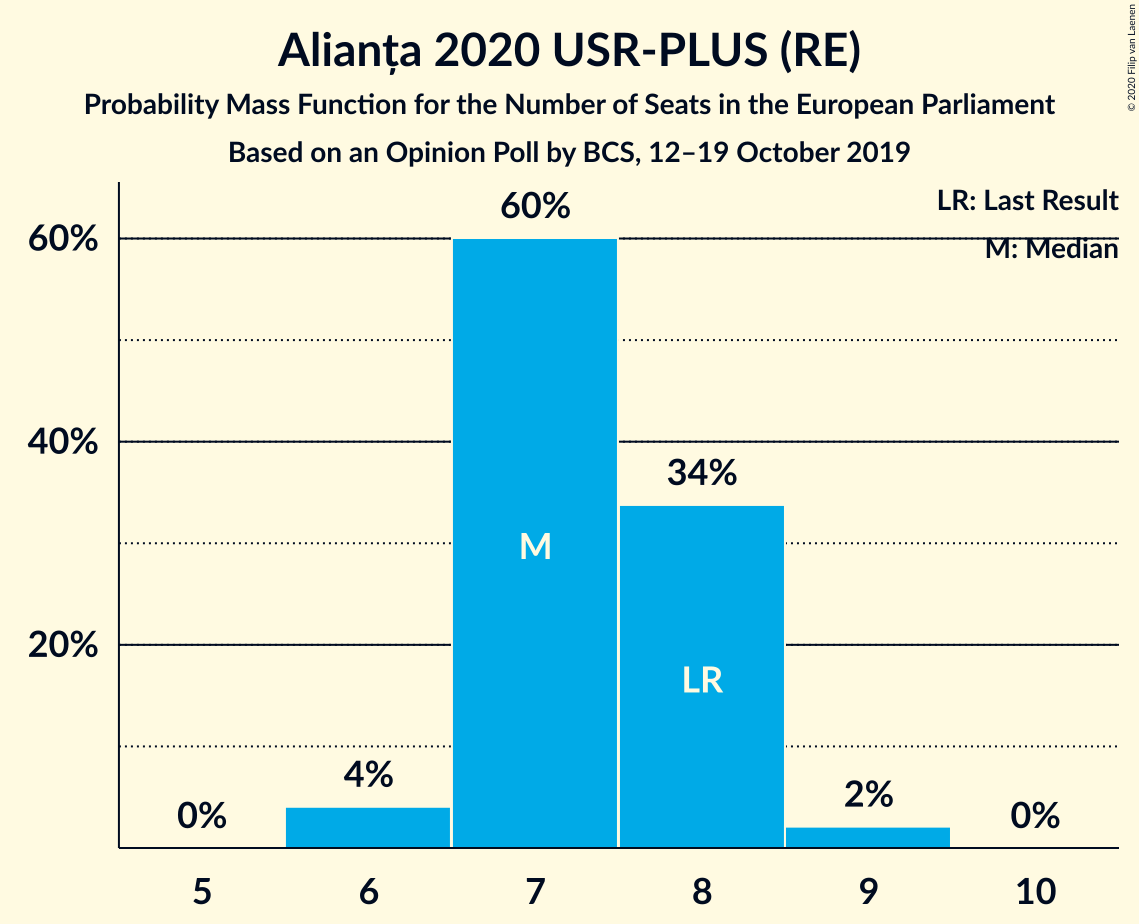 Alianța 2020 USR-PLUS (RE)
Probability Mass Function for the Number of Seats in the European Parliament
Based on an Opinion Poll by BCS, 12–19 October 2019
© 2020 Filip van Laenen
LR: Last Result
M: Median
60%
40%
20%
0%
4%
60%
34%
2%
0%
M
LR
5 6 7 8 9 10